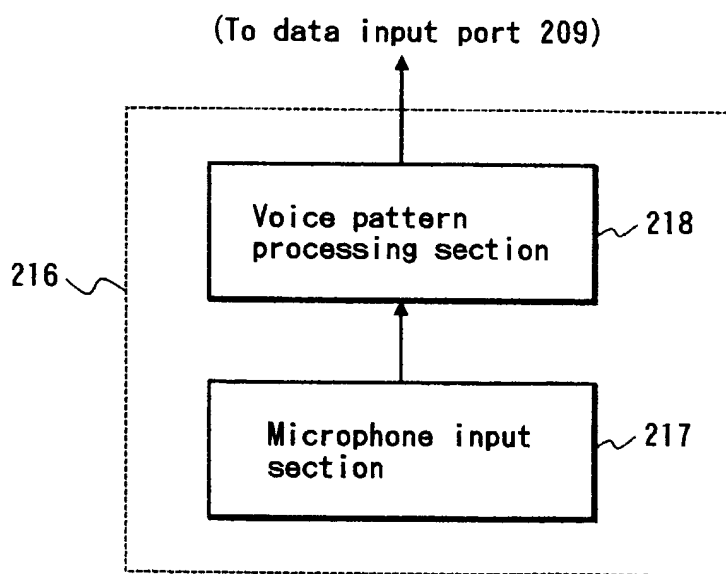 (To data input port 209)
Voice pattern
processing section
218
216
Microphone input
section
217